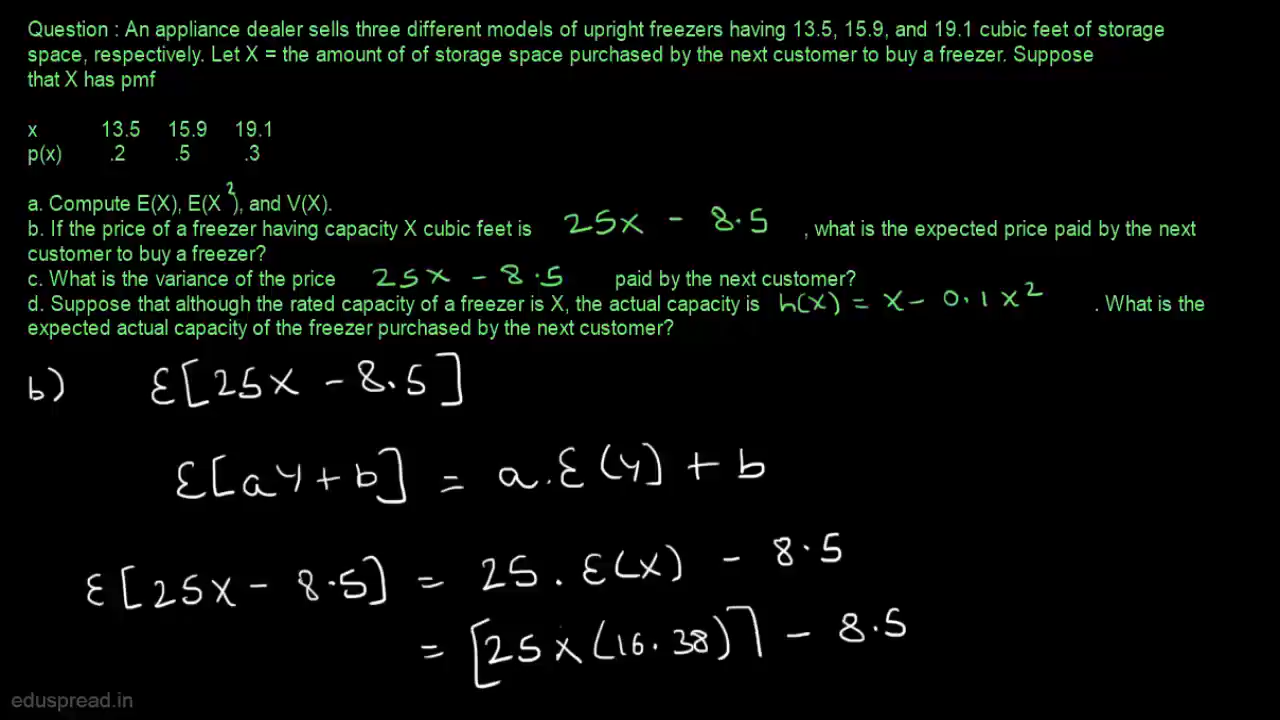 Question : An appliance dealer sells three different models of upright freezers having 13.5, 15.9, and 19.1 cubic feet of storage
space, respectively. Let X = the amount of of storage space purchased by the next customer to buy a freezer. Suppose
that X has pmf
x 13.5 15.9 19.1
p(x) .2 .5 .3
a. Compute E(X), E(X²), and V(X).
b. If the price of a freezer having capacity X cubic feet is 25x - 8.5 , what is the expected price paid by the next
customer to buy a freezer?
c. What is the variance of the price 25x - 8.5 paid by the next customer?
d. Suppose that although the rated capacity of a freezer is X, the actual capacity is h(x) = x - 0.1x² . What is the
expected actual capacity of the freezer purchased by the next customer?
b) E[25x - 8.5]
E[ay + b] = a.E(y) + b
E[25x - 8.5] = 25. E(x) - 8.5
= [25 x (16.38)] - 8.5
eduspread.in